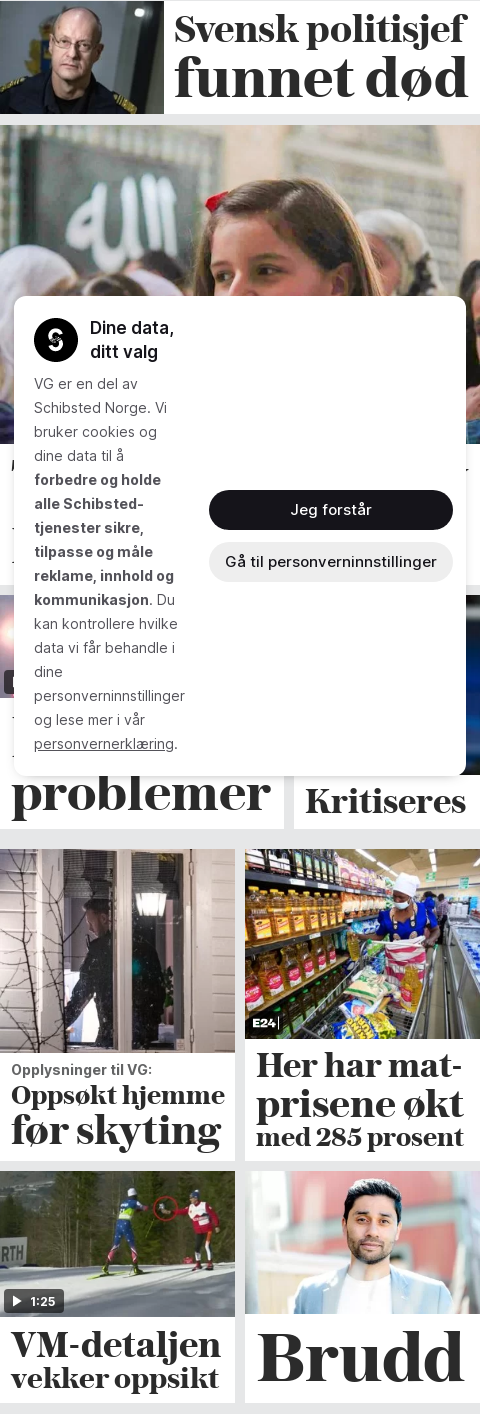 Svensk politisjef
funnet død
Dine data,
ditt valg
VG er en del av
Schibsted Norge. Vi
bruker cookies og
dine data til å
forbedre og holde
alle Schibsted-
tjenester sikre,
tilpasse og måle
reklame, innhold og
kommunikasjon. Du
kan kontrollere hvilke
data vi får behandle i
dine
personverninnstillinger
og lese mer i vår
personvernerklæring.
Jeg forstår
Gå til personverninnstillinger
problemer
Kritiseres
Opplysninger til VG:
Oppsøkt hjemme
før skyting
E24
Her har mat-
prisene økt
med 285 prosent
RTH
1:25
VM-detaljen
vekker oppsikt
Brudd